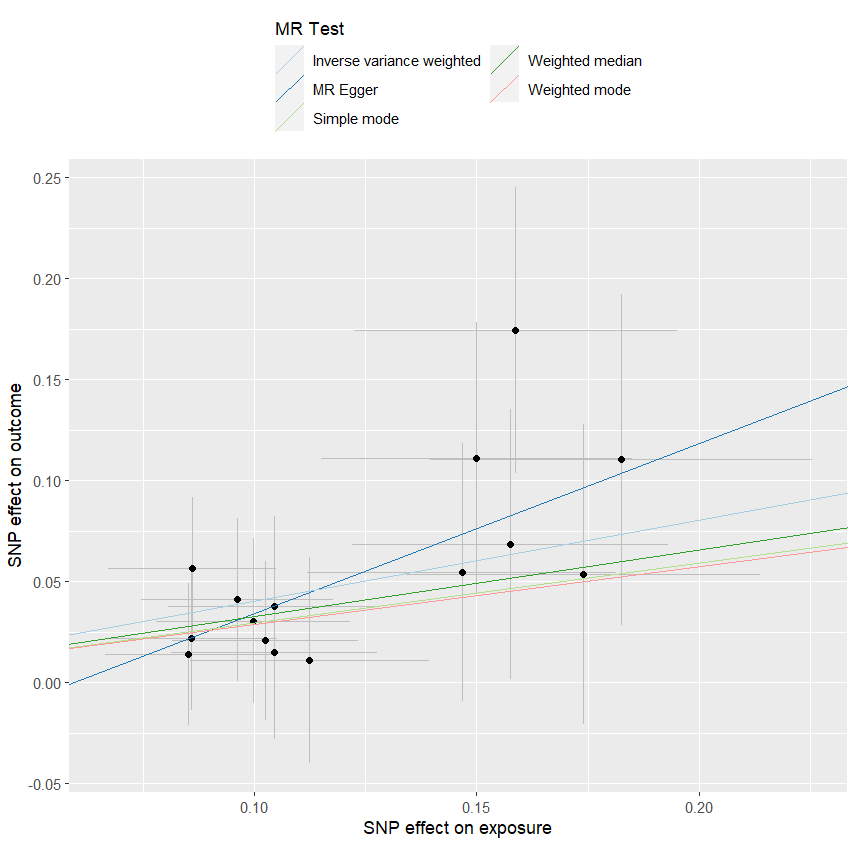 MR Test
Inverse variance weighted
Weighted median
MR Egger
Weighted mode
Simple mode
0.25
0.20
0.15
0.10
0.05
0.00
-0.05
SNP effect on outcome
0.10
0.15
0.20
SNP effect on exposure